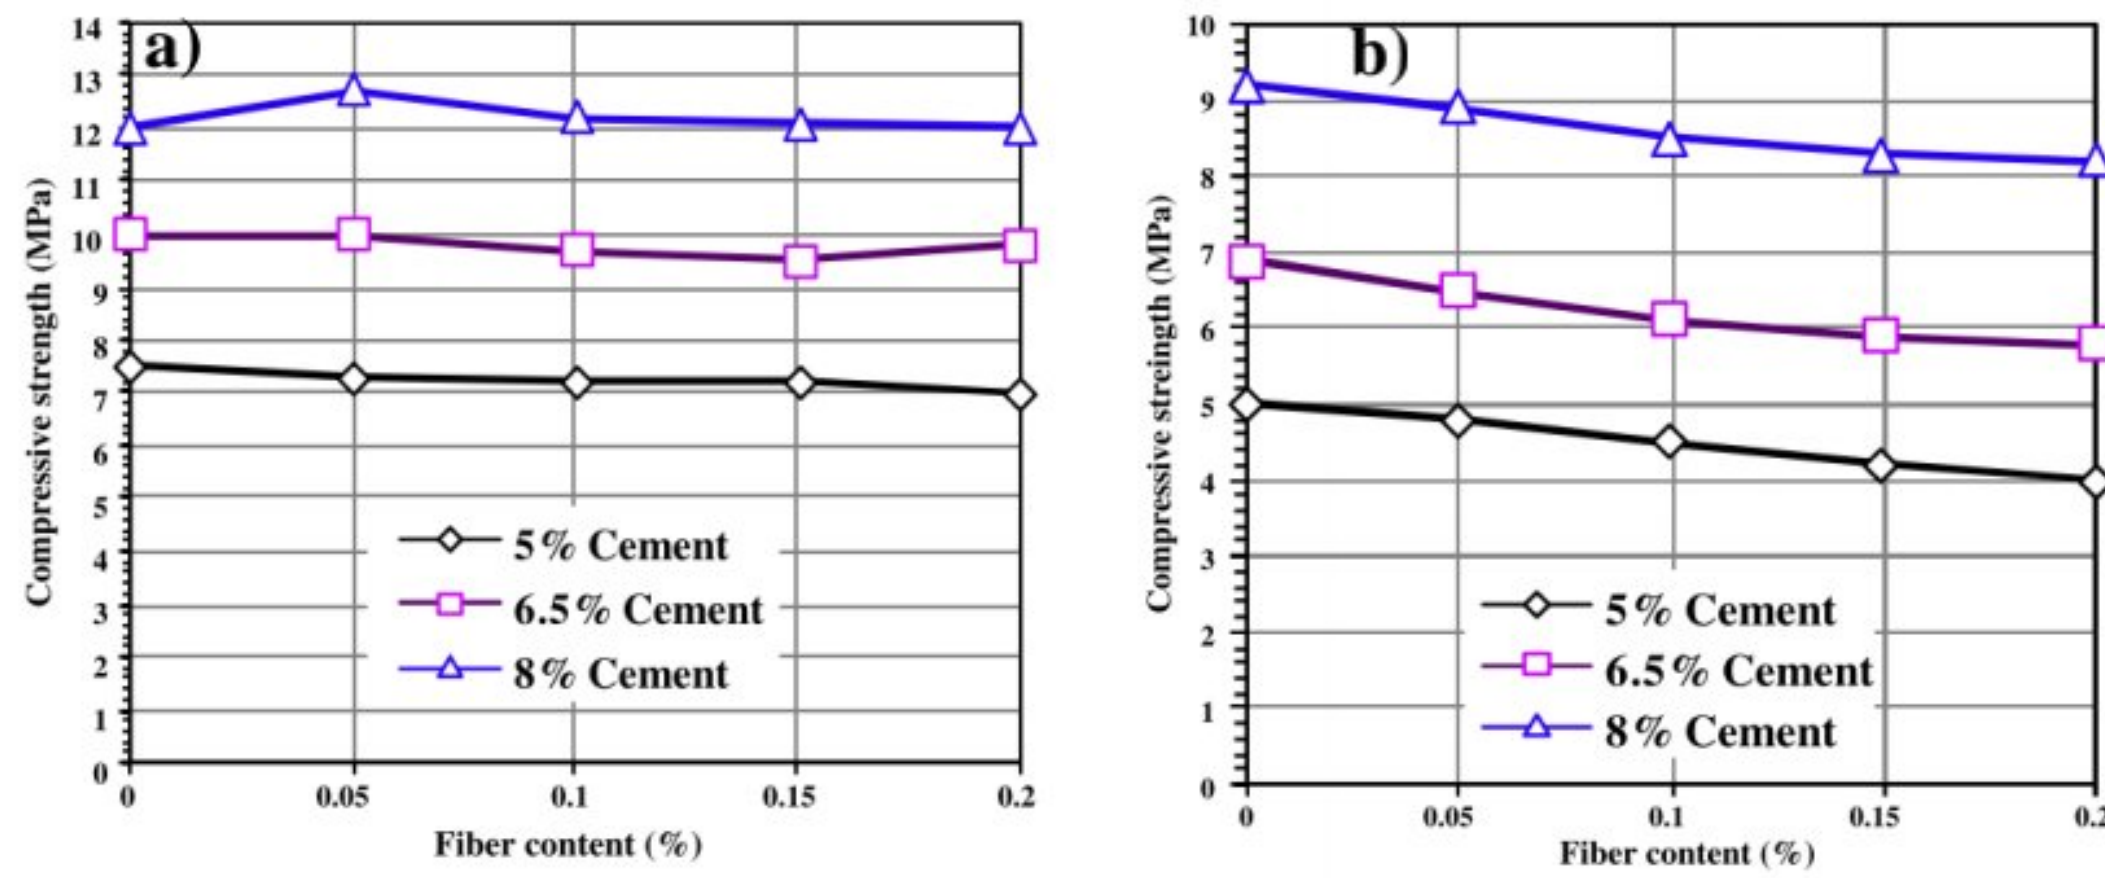 a)
Compressive strength (MPa)
14
13
12
11
10
9
8
7
6
5
4
3
2
1
0
5% Cement
6.5% Cement
8% Cement
0 0.05 0.1 0.15 0.2
Fiber content (%)
b)
Compressive streingth (MPa)
10
9
8
7
6
5
4
3
2
1
0
5% Cement
6.5% Cement
8% Cement
0 0.05 0.1 0.15 0.2
Fiber content (%)